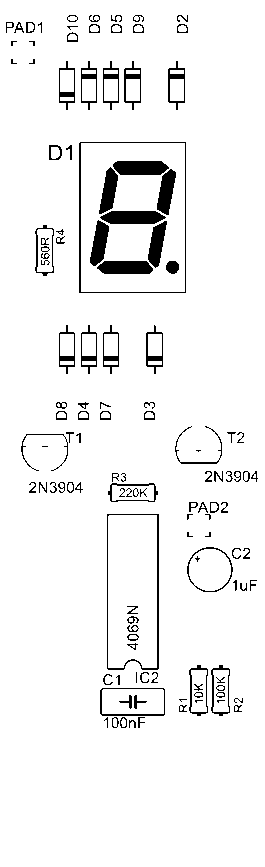 PAD1
D10
D6
D5
D9
D2
D1
560R
R4
D8
D4
D7
D3
T1
2N3904
T2
2N3904
R3
220K
PAD2
C2
1uF
4069N
C1
IC2
100nF
R1
10K
100K
R2